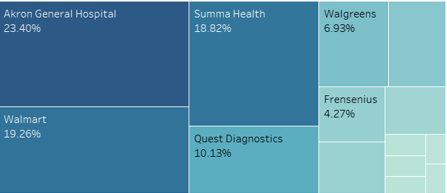 Akron General Hospital
23.40%
Walmart
19.26%
Summa Health
18.82%
Quest Diagnostics
10.13%
Walgreens
6.93%
Frensenius
4.27%